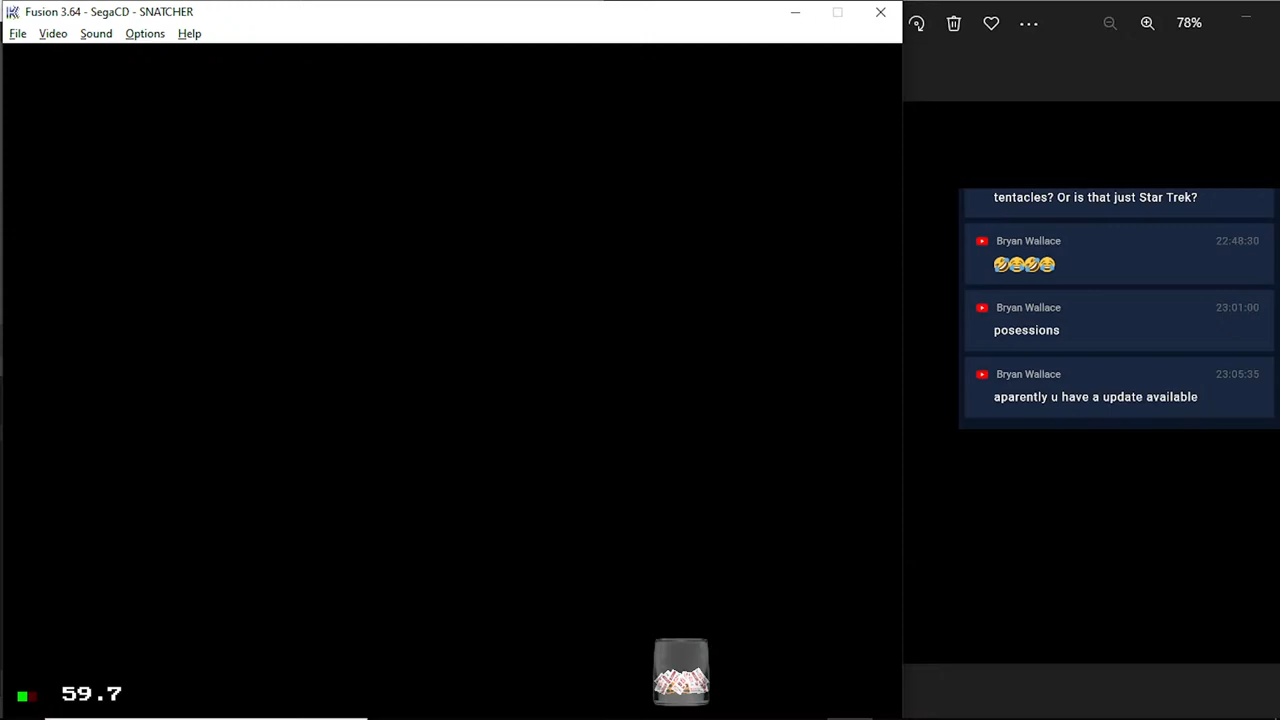 Fusion 3.64 - SegaCD - SNATCHER
File Video Sound Options Help
78%
tentacles? Or is that just Star Trek?
Bryan Wallace 22:48:30
🤣😂🤣😂
Bryan Wallace 23:01:00
posessions
Bryan Wallace 23:05:35
aparently u have a update available
59.7